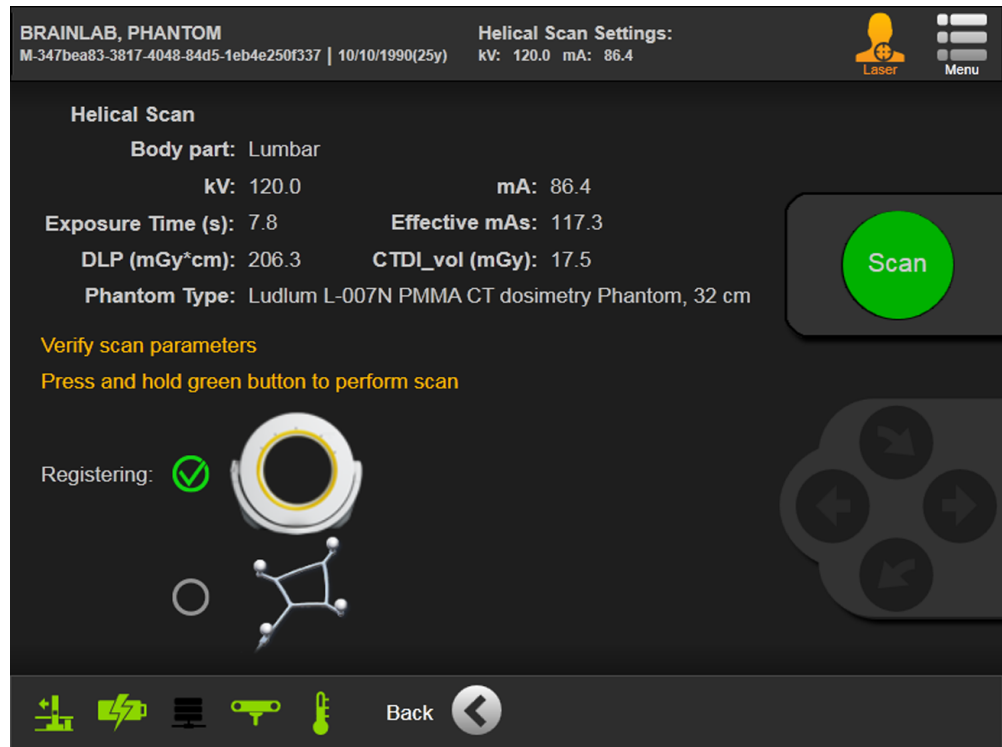 BRAINLAB, PHANTOM
M-347bea83-3817-4048-84d5-1eb4e250f337 | 10/10/1990(25y)
Helical Scan Settings:
kV: 120.0 mA: 86.4
Laser
Menu
Helical Scan
Body part: Lumbar
kV: 120.0 mA: 86.4
Exposure Time (s): 7.8 Effective mAs: 117.3
DLP (mGy*cm): 206.3 CTDI_vol (mGy): 17.5
Phantom Type: Ludlum L-007N PMMA CT dosimetry Phantom, 32 cm
Scan
Verify scan parameters
Press and hold green button to perform scan
Registering:
Back